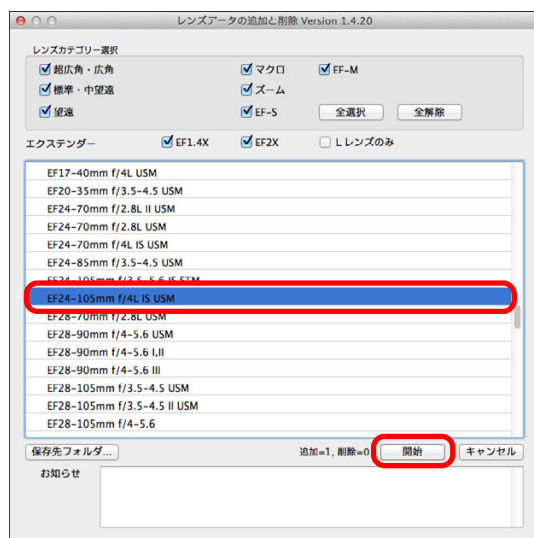 レンズデータの追加と削除 Version 1.4.20
レンズカテゴリー選択
超広角・広角 マクロ EF-M
標準・中望遠 ズーム
望遠 EF-S 全選択 全解除
エクステンダー EF1.4X EF2X Lレンズのみ
EF17-40mm f/4L USM
EF20-35mm f/3.5-4.5 USM
EF24-70mm f/2.8L II USM
EF24-70mm f/2.8L USM
EF24-70mm f/4L IS USM
EF24-85mm f/3.5-4.5 USM
EF24-105mm f/3.5-5.6 IS STM
EF24-105mm f/4L IS USM
EF28-70mm f/2.8L USM
EF28-90mm f/4-5.6 USM
EF28-90mm f/4-5.6 I,II
EF28-90mm f/4-5.6 III
EF28-105mm f/3.5-4.5 USM
EF28-105mm f/3.5-4.5 II USM
EF28-105mm f/4-5.6
保存先フォルダ... 追加=1, 削除=0 開始 キャンセル
お知らせ